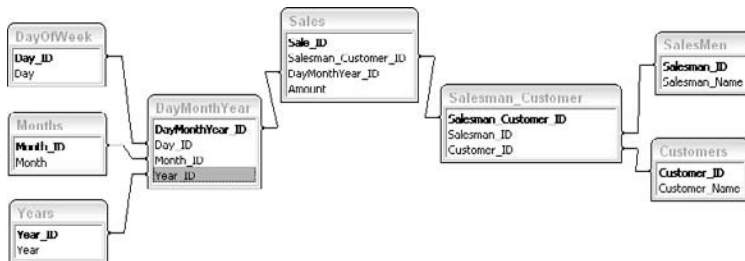 DayOfWeek
Day_ID
Day
Months
Month_ID
Month
Years
Year_ID
Year
DayMonthYear
DayMonthYear_ID
Day_ID
Month_ID
Year_ID
Sales
Sale_ID
Salesman_Customer_ID
DayMonthYear_ID
Amount
Salesman_Customer
Salesman_Customer_ID
Salesman_ID
Customer_ID
SalesMen
Salesman_ID
Salesman_Name
Customers
Customer_ID
Customer_Name